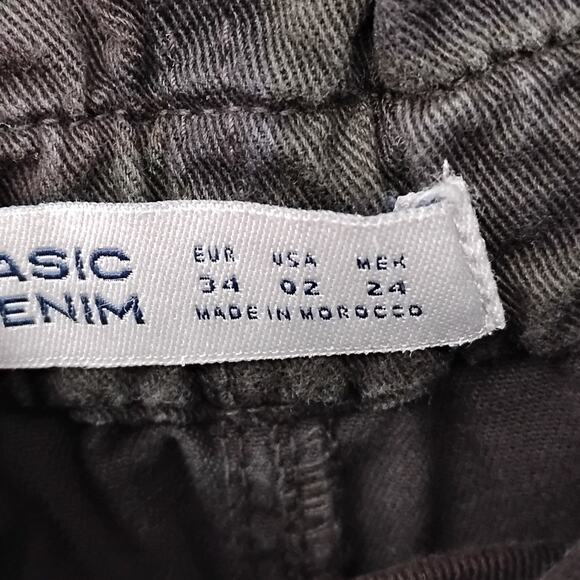 ASIC
ENIM
EUR USA MEX
34 02 24
MADE IN MOROCCO